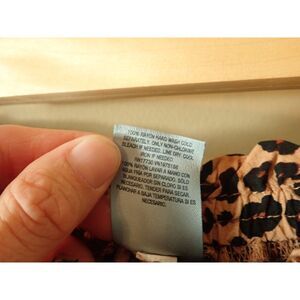 100% RAYON HAND WASH COLD
SEPARATELY. ONLY NON-CHLORINE
BLEACH IF NEEDED. LINE DRY. COOL
IRON IF NEEDED.
100% RAYON LAVAR A MANO CON
AGUA FRIA POR SEPARADO. SÓLO
BLANQUEADOR SIN CLORO SI ES
NECESARIO. TENDER PARA SECAR.
PLANCHAR A BAJA TEMPERATURA SI ES
NECESARIO.